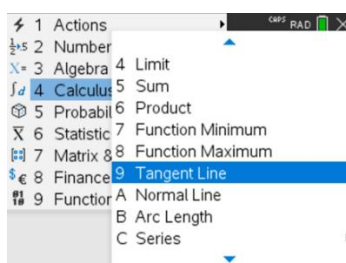 CAPS RAD
1 Actions
2 Number
3 Algebra
4 Calculus
5 Probabil
6 Statistic
7 Matrix &
8 Finance
9 Function
4 Limit
5 Sum
6 Product
7 Function Minimum
8 Function Maximum
9 Tangent Line
A Normal Line
B Arc Length
C Series